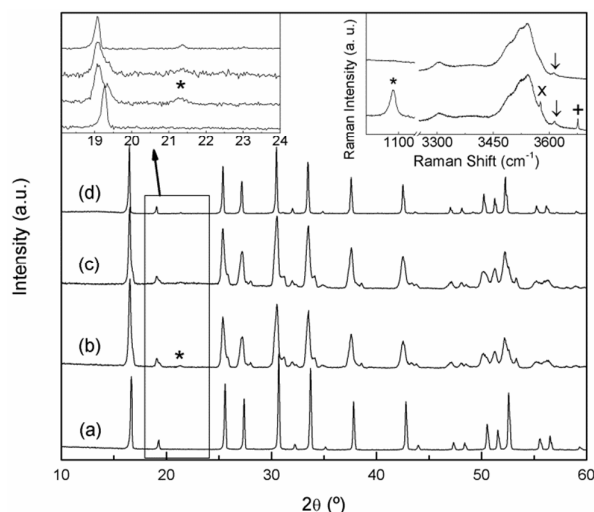 19 20 21 22 23 24
*
Raman Intensity (a. u.)
*
x
+
1100 3300 3450 3600
Raman Shift (cm⁻¹)
Intensity (a.u.)
(d)
(c)
(b)
*
(a)
10 20 30 40 50 60
2θ (º)